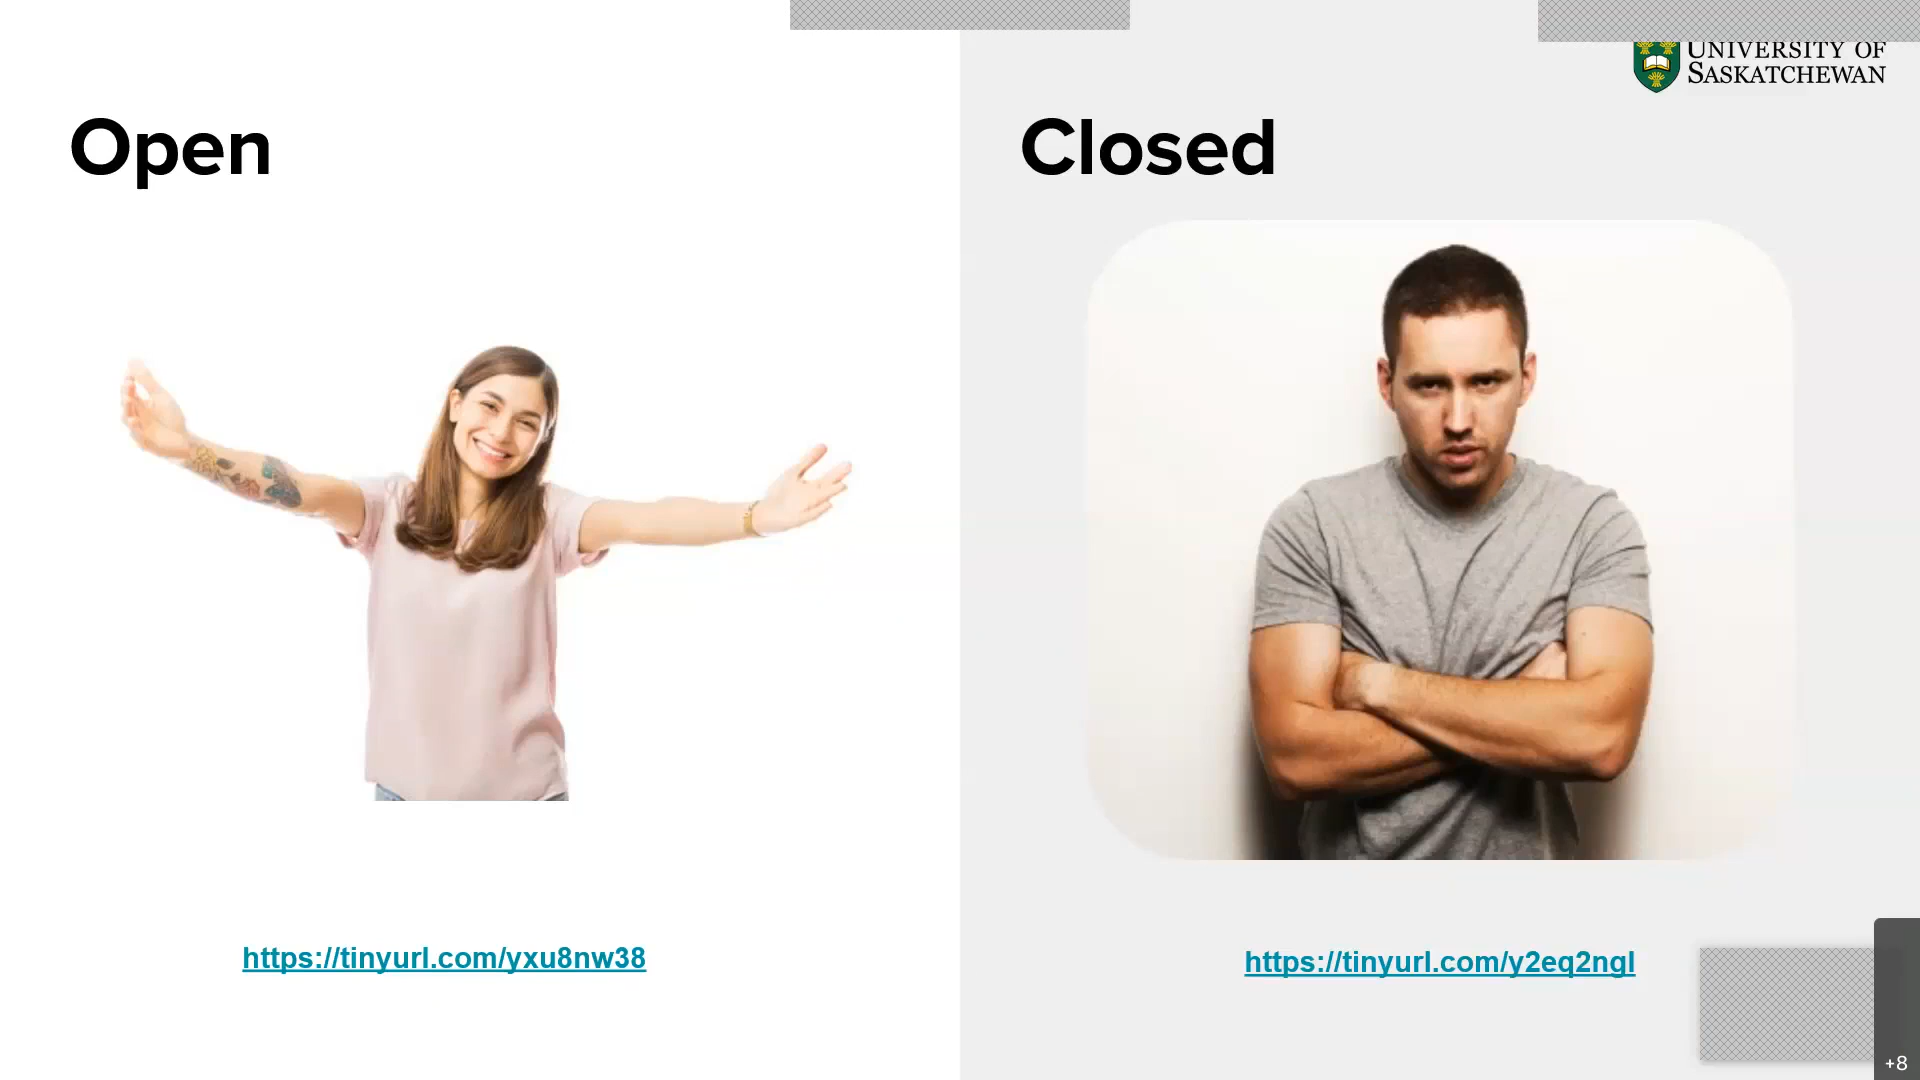 UNIVERSITY OF
SASKATCHEWAN
Open
Closed
https://tinyurl.com/yxu8nw38
https://tinyurl.com/y2eq2ngl
+8